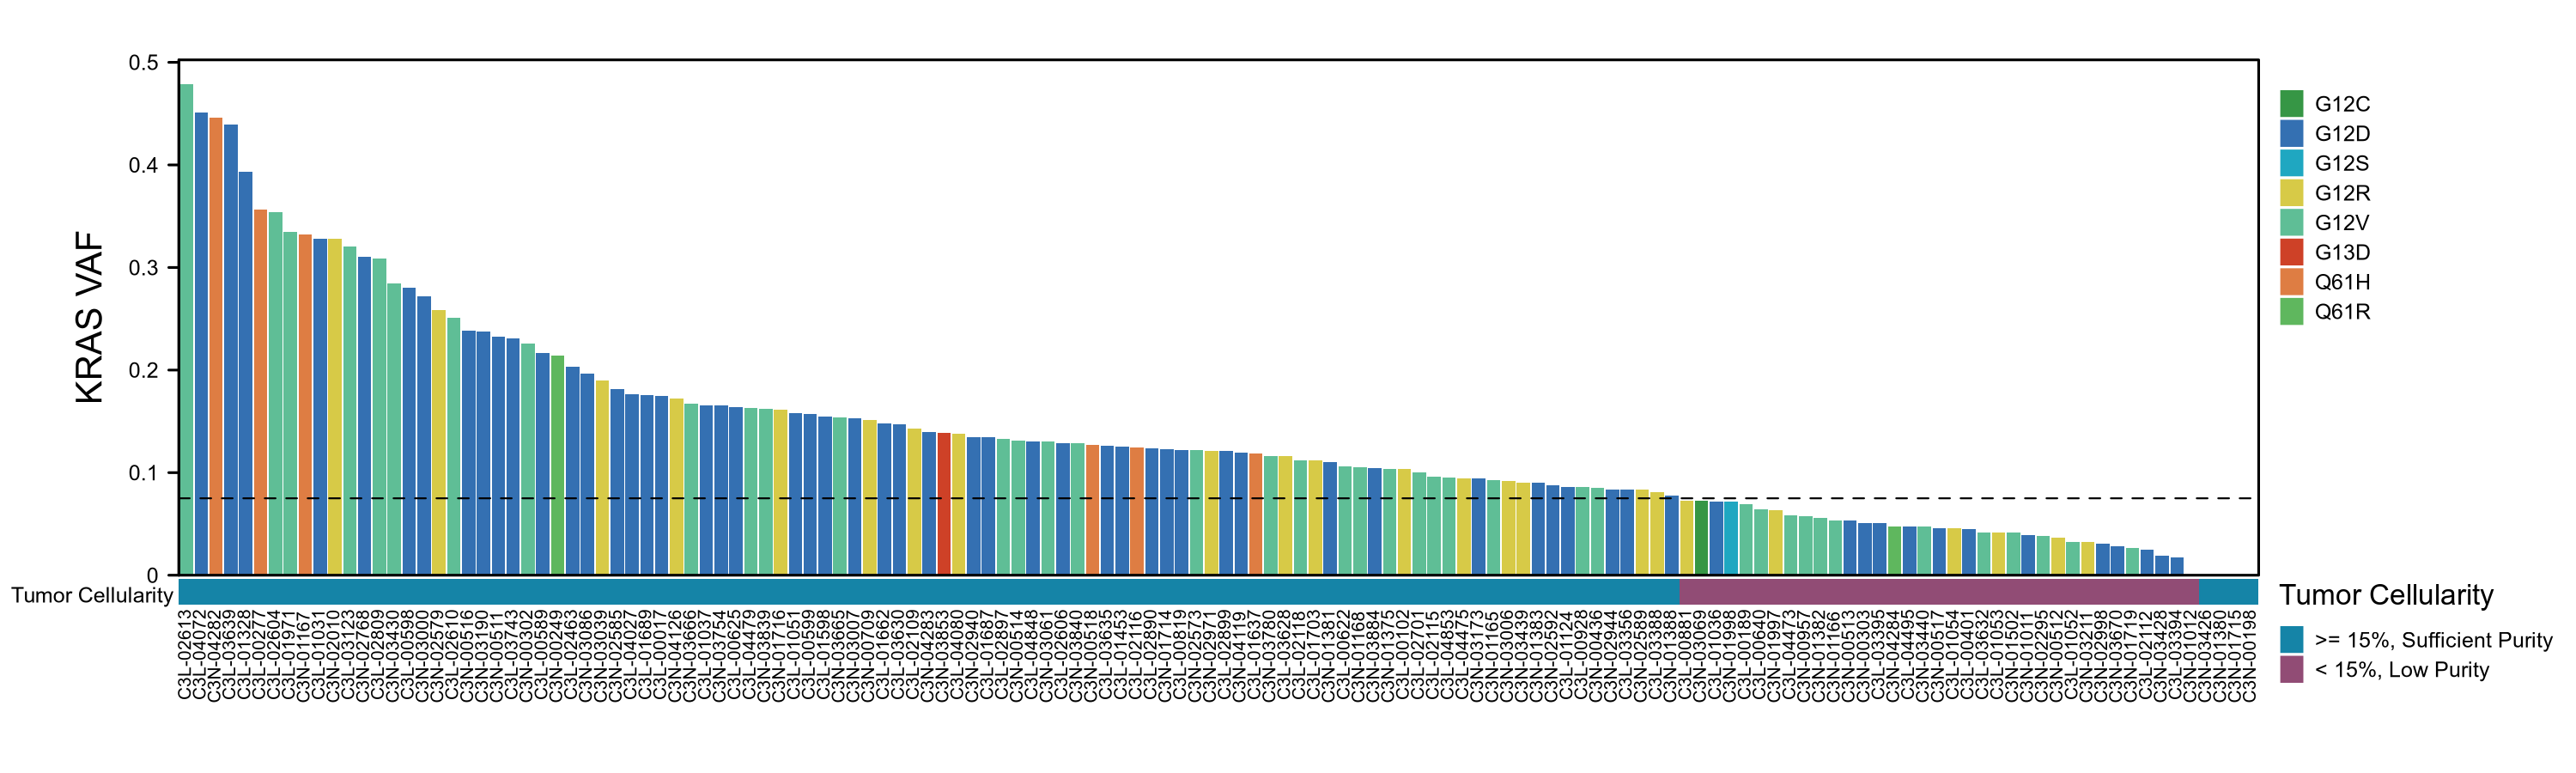 0.5
0.4
0.3
0.2
0.1
0
KRAS VAF
G12C
G12D
G12S
G12R
G12V
G13D
Q61H
Q61R
Tumor Cellularity
C3L-02613
C3L-04072
C3N-04282
C3L-03639
C3L-01328
C3L-00277
C3L-02604
C3L-01971
C3N-01167
C3L-01031
C3N-02010
C3L-03123
C3N-02768
C3L-02809
C3N-03430
C3L-00598
C3N-03000
C3N-02579
C3L-02610
C3N-00516
C3N-03190
C3N-00511
C3L-03743
C3N-00302
C3L-00589
C3N-00249
C3L-02463
C3N-03086
C3N-03039
C3N-02585
C3L-04027
C3N-01689
C3L-00017
C3N-04126
C3N-03666
C3L-01037
C3N-03754
C3L-00625
C3L-04479
C3N-03839
C3N-01716
C3L-01051
C3L-00599
C3L-01598
C3N-03665
C3N-03007
C3N-00709
C3L-01662
C3L-03630
C3L-02109
C3N-04283
C3N-03853
C3L-04080
C3N-02940
C3L-01687
C3L-02897
C3N-00514
C3L-04848
C3N-03061
C3L-02606
C3N-03840
C3N-00518
C3L-03635
C3L-01453
C3L-02116
C3L-02890
C3N-01714
C3L-00819
C3N-02573
C3N-02971
C3L-02899
C3N-04119
C3L-01637
C3N-03780
C3L-03628
C3L-02118
C3L-01703
C3N-01381
C3L-00622
C3N-01168
C3N-03884
C3N-01375
C3L-00102
C3L-02701
C3L-02115
C3L-04853
C3L-04475
C3N-03173
C3N-01165
C3N-03006
C3N-03439
C3N-01383
C3N-02592
C3L-01124
C3L-00928
C3N-00436
C3N-02944
C3L-03356
C3N-02589
C3L-03388
C3N-01388
C3L-00881
C3N-03069
C3L-01036
C3N-01998
C3L-00189
C3L-00640
C3N-01997
C3L-04473
C3N-00957
C3N-01382
C3N-01166
C3N-00513
C3N-00303
C3L-03395
C3N-04284
C3L-04495
C3N-03440
C3N-00517
C3L-01054
C3L-00401
C3L-03632
C3L-01053
C3N-01502
C3N-01011
C3N-02295
C3N-00512
C3L-01052
C3N-03211
C3N-02998
C3N-03670
C3N-01719
C3L-02112
C3N-03428
C3L-03394
C3N-01012
C3N-03426
C3N-01380
C3N-01715
C3N-00198
Tumor Cellularity
>= 15%, Sufficient Purity
< 15%, Low Purity